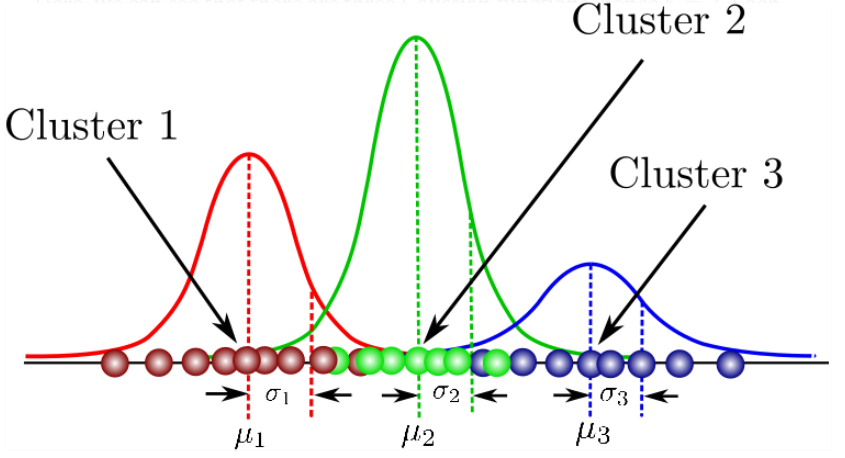 Cluster 2
Cluster 1
Cluster 3
σ₁
σ₂
σ₃
μ₁
μ₂
μ₃